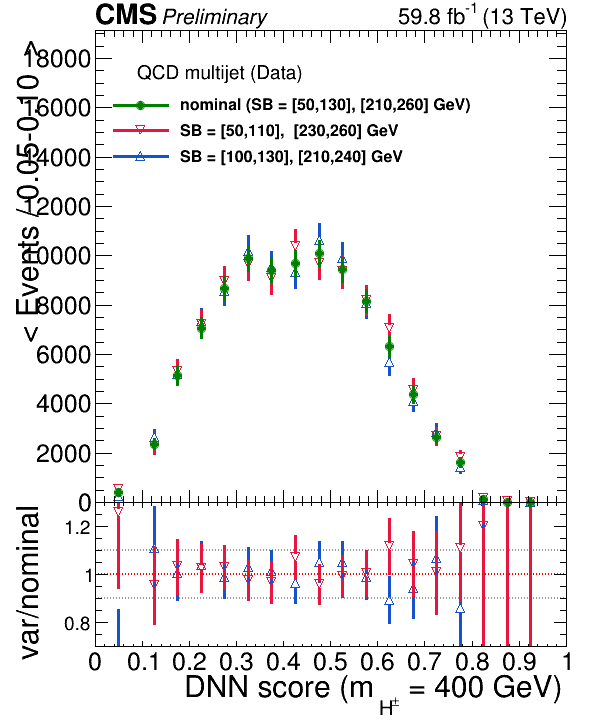 CMS Preliminary 59.8 fb⁻¹ (13 TeV)
< Events / 0.05-0.10 >
18000
16000
14000
12000
10000
8000
6000
4000
2000
0
QCD multijet (Data)
nominal (SB = [50,130], [210,260] GeV)
SB = [50,110], [230,260] GeV
SB = [100,130], [210,240] GeV
var/nominal
1.2
1
0.8
0 0.1 0.2 0.3 0.4 0.5 0.6 0.7 0.8 0.9 1
DNN score (m_H± = 400 GeV)